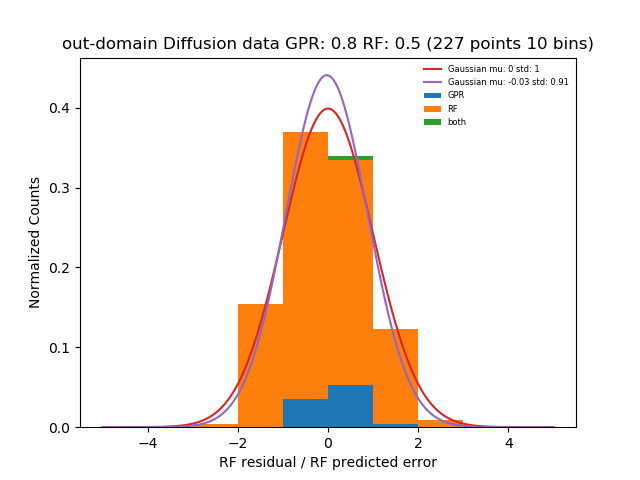 out-domain Diffusion data GPR: 0.8 RF: 0.5 (227 points 10 bins)
Gaussian mu: 0 std: 1
Gaussian mu: -0.03 std: 0.91
GPR
RF
both
Normalized Counts
0.4
0.3
0.2
0.1
0.0
−4 −2 0 2 4
RF residual / RF predicted error